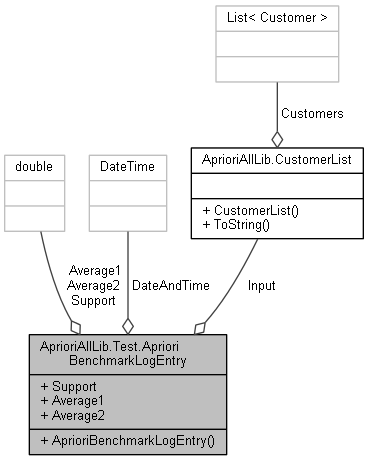 List< Customer >
Customers
AprioriAllLib.CustomerList
+ CustomerList()
+ ToString()
double
DateTime
Average1
Average2
Support
DateAndTime
Input
AprioriAllLib.Test.Apriori
BenchmarkLogEntry
+ Support
+ Average1
+ Average2
+ AprioriBenchmarkLogEntry()